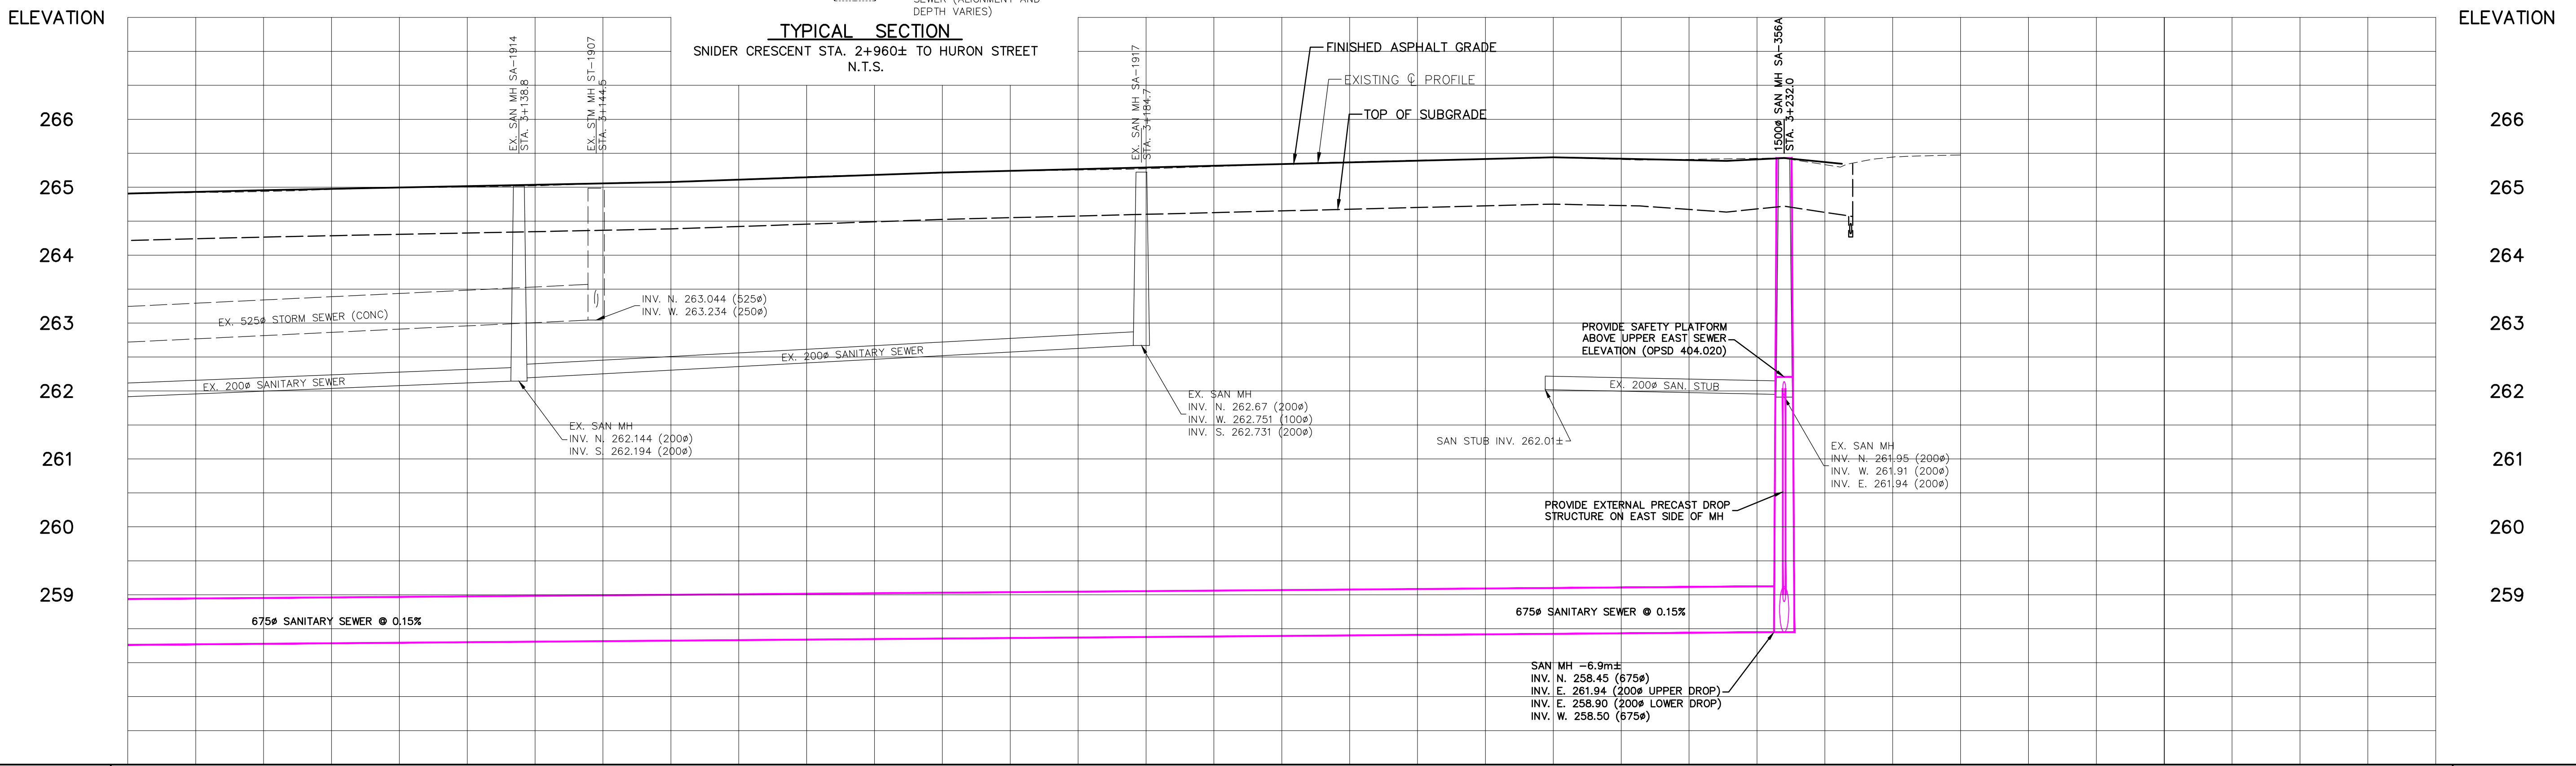 SEWER (ALIGNMENT AND
DEPTH VARIES)
ELEVATION
ELEVATION
TYPICAL SECTION
SNIDER CRESCENT STA. 2+960± TO HURON STREET
N.T.S.
EX. SAN MH SA-1914
STA. 3+138.8
EX. STM MH ST-1907
STA. 3+144.5
EX. SAN MH SA-1917
STA. 3+184.7
1500ø SAN MH SA-356A
STA. 3+232.0
FINISHED ASPHALT GRADE
EXISTING ℄ PROFILE
TOP OF SUBGRADE
266
265
264
263
262
261
260
259
266
265
264
263
262
261
260
259
EX. 525ø STORM SEWER (CONC)
INV. N. 263.044 (525ø)
INV. W. 263.234 (250ø)
EX. 200ø SANITARY SEWER
EX. 200ø SANITARY SEWER
EX. SAN MH
INV. N. 262.144 (200ø)
INV. S. 262.194 (200ø)
EX. SAN MH
INV. N. 262.67 (200ø)
INV. W. 262.751 (100ø)
INV. S. 262.731 (200ø)
PROVIDE SAFETY PLATFORM
ABOVE UPPER EAST SEWER
ELEVATION (OPSD 404.020)
EX. 200ø SAN. STUB
SAN STUB INV. 262.01±
EX. SAN MH
INV. N. 261.95 (200ø)
INV. W. 261.91 (200ø)
INV. E. 261.94 (200ø)
PROVIDE EXTERNAL PRECAST DROP
STRUCTURE ON EAST SIDE OF MH
675ø SANITARY SEWER @ 0.15%
675ø SANITARY SEWER @ 0.15%
SAN MH -6.9m±
INV. N. 258.45 (675ø)
INV. E. 261.94 (200ø UPPER DROP)
INV. E. 258.90 (200ø LOWER DROP)
INV. W. 258.50 (675ø)